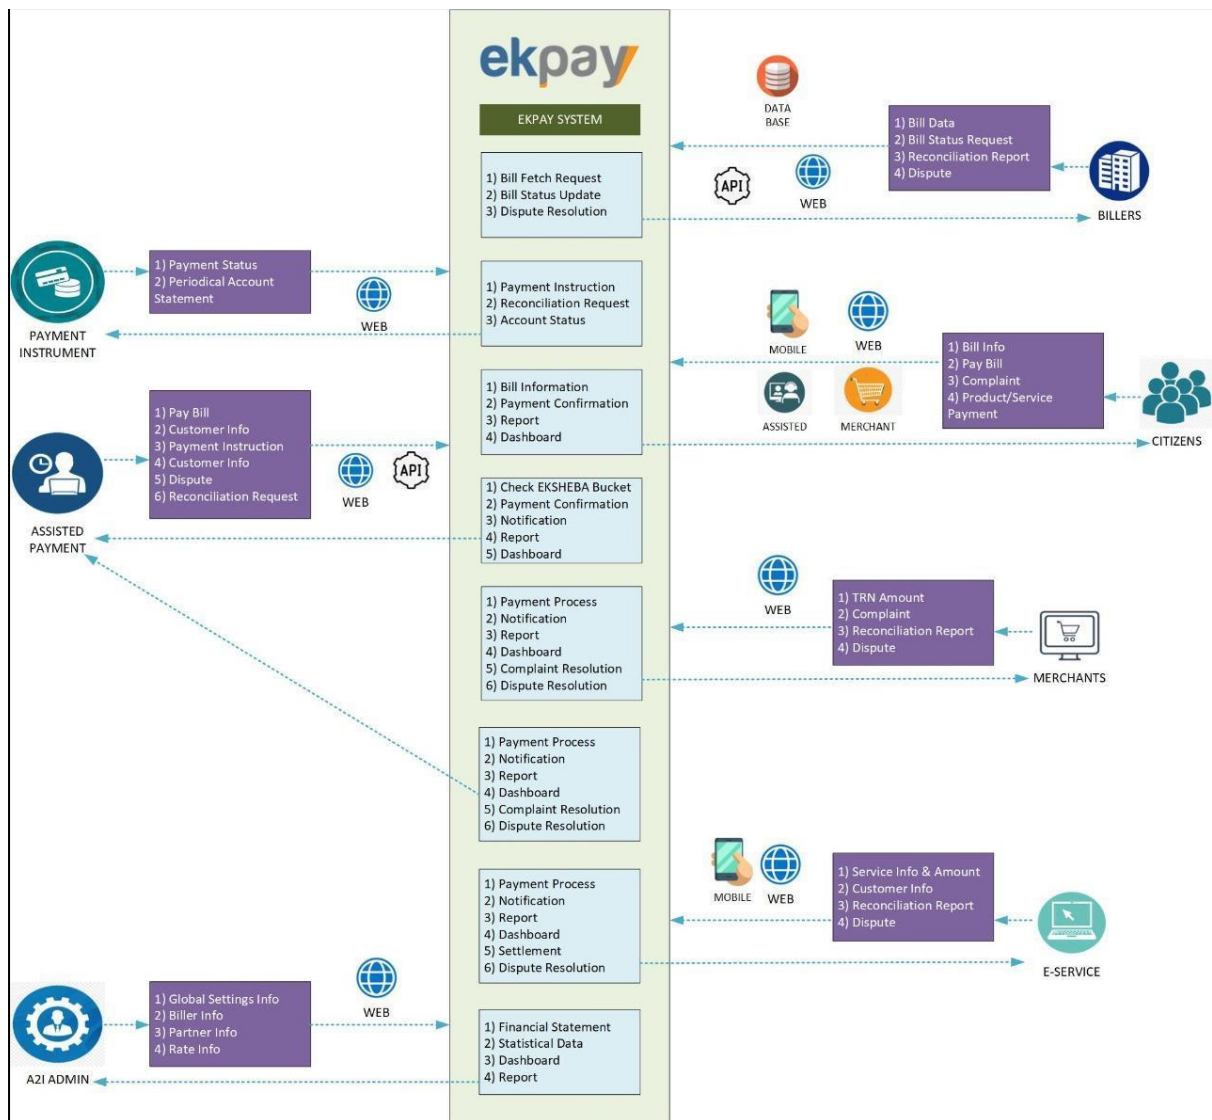 ekpay
EKPAY SYSTEM
DATA
BASE
1) Bill Data
2) Bill Status Request
3) Reconciliation Report
4) Dispute
API
WEB
BILLERS
1) Bill Fetch Request
2) Bill Status Update
3) Dispute Resolution
PAYMENT
INSTRUMENT
1) Payment Status
2) Periodical Account
Statement
WEB
1) Payment Instruction
2) Reconciliation Request
3) Account Status
MOBILE
WEB
ASSISTED
MERCHANT
1) Bill Info
2) Pay Bill
3) Complaint
4) Product/Service
Payment
CITIZENS
1) Bill Information
2) Payment Confirmation
3) Report
4) Dashboard
ASSISTED
PAYMENT
1) Pay Bill
2) Customer Info
3) Payment Instruction
4) Customer Info
5) Dispute
6) Reconciliation Request
WEB
API
1) Check EKSHEBA Bucket
2) Payment Confirmation
3) Notification
4) Report
5) Dashboard
WEB
1) TRN Amount
2) Complaint
3) Reconciliation Report
4) Dispute
MERCHANTS
1) Payment Process
2) Notification
3) Report
4) Dashboard
5) Complaint Resolution
6) Dispute Resolution
1) Payment Process
2) Notification
3) Report
4) Dashboard
5) Complaint Resolution
6) Dispute Resolution
MOBILE
WEB
1) Service Info & Amount
2) Customer Info
3) Reconciliation Report
4) Dispute
E-SERVICE
1) Payment Process
2) Notification
3) Report
4) Dashboard
5) Settlement
6) Dispute Resolution
A2I ADMIN
1) Global Settings Info
2) Biller Info
3) Partner Info
4) Rate Info
WEB
1) Financial Statement
2) Statistical Data
3) Dashboard
4) Report